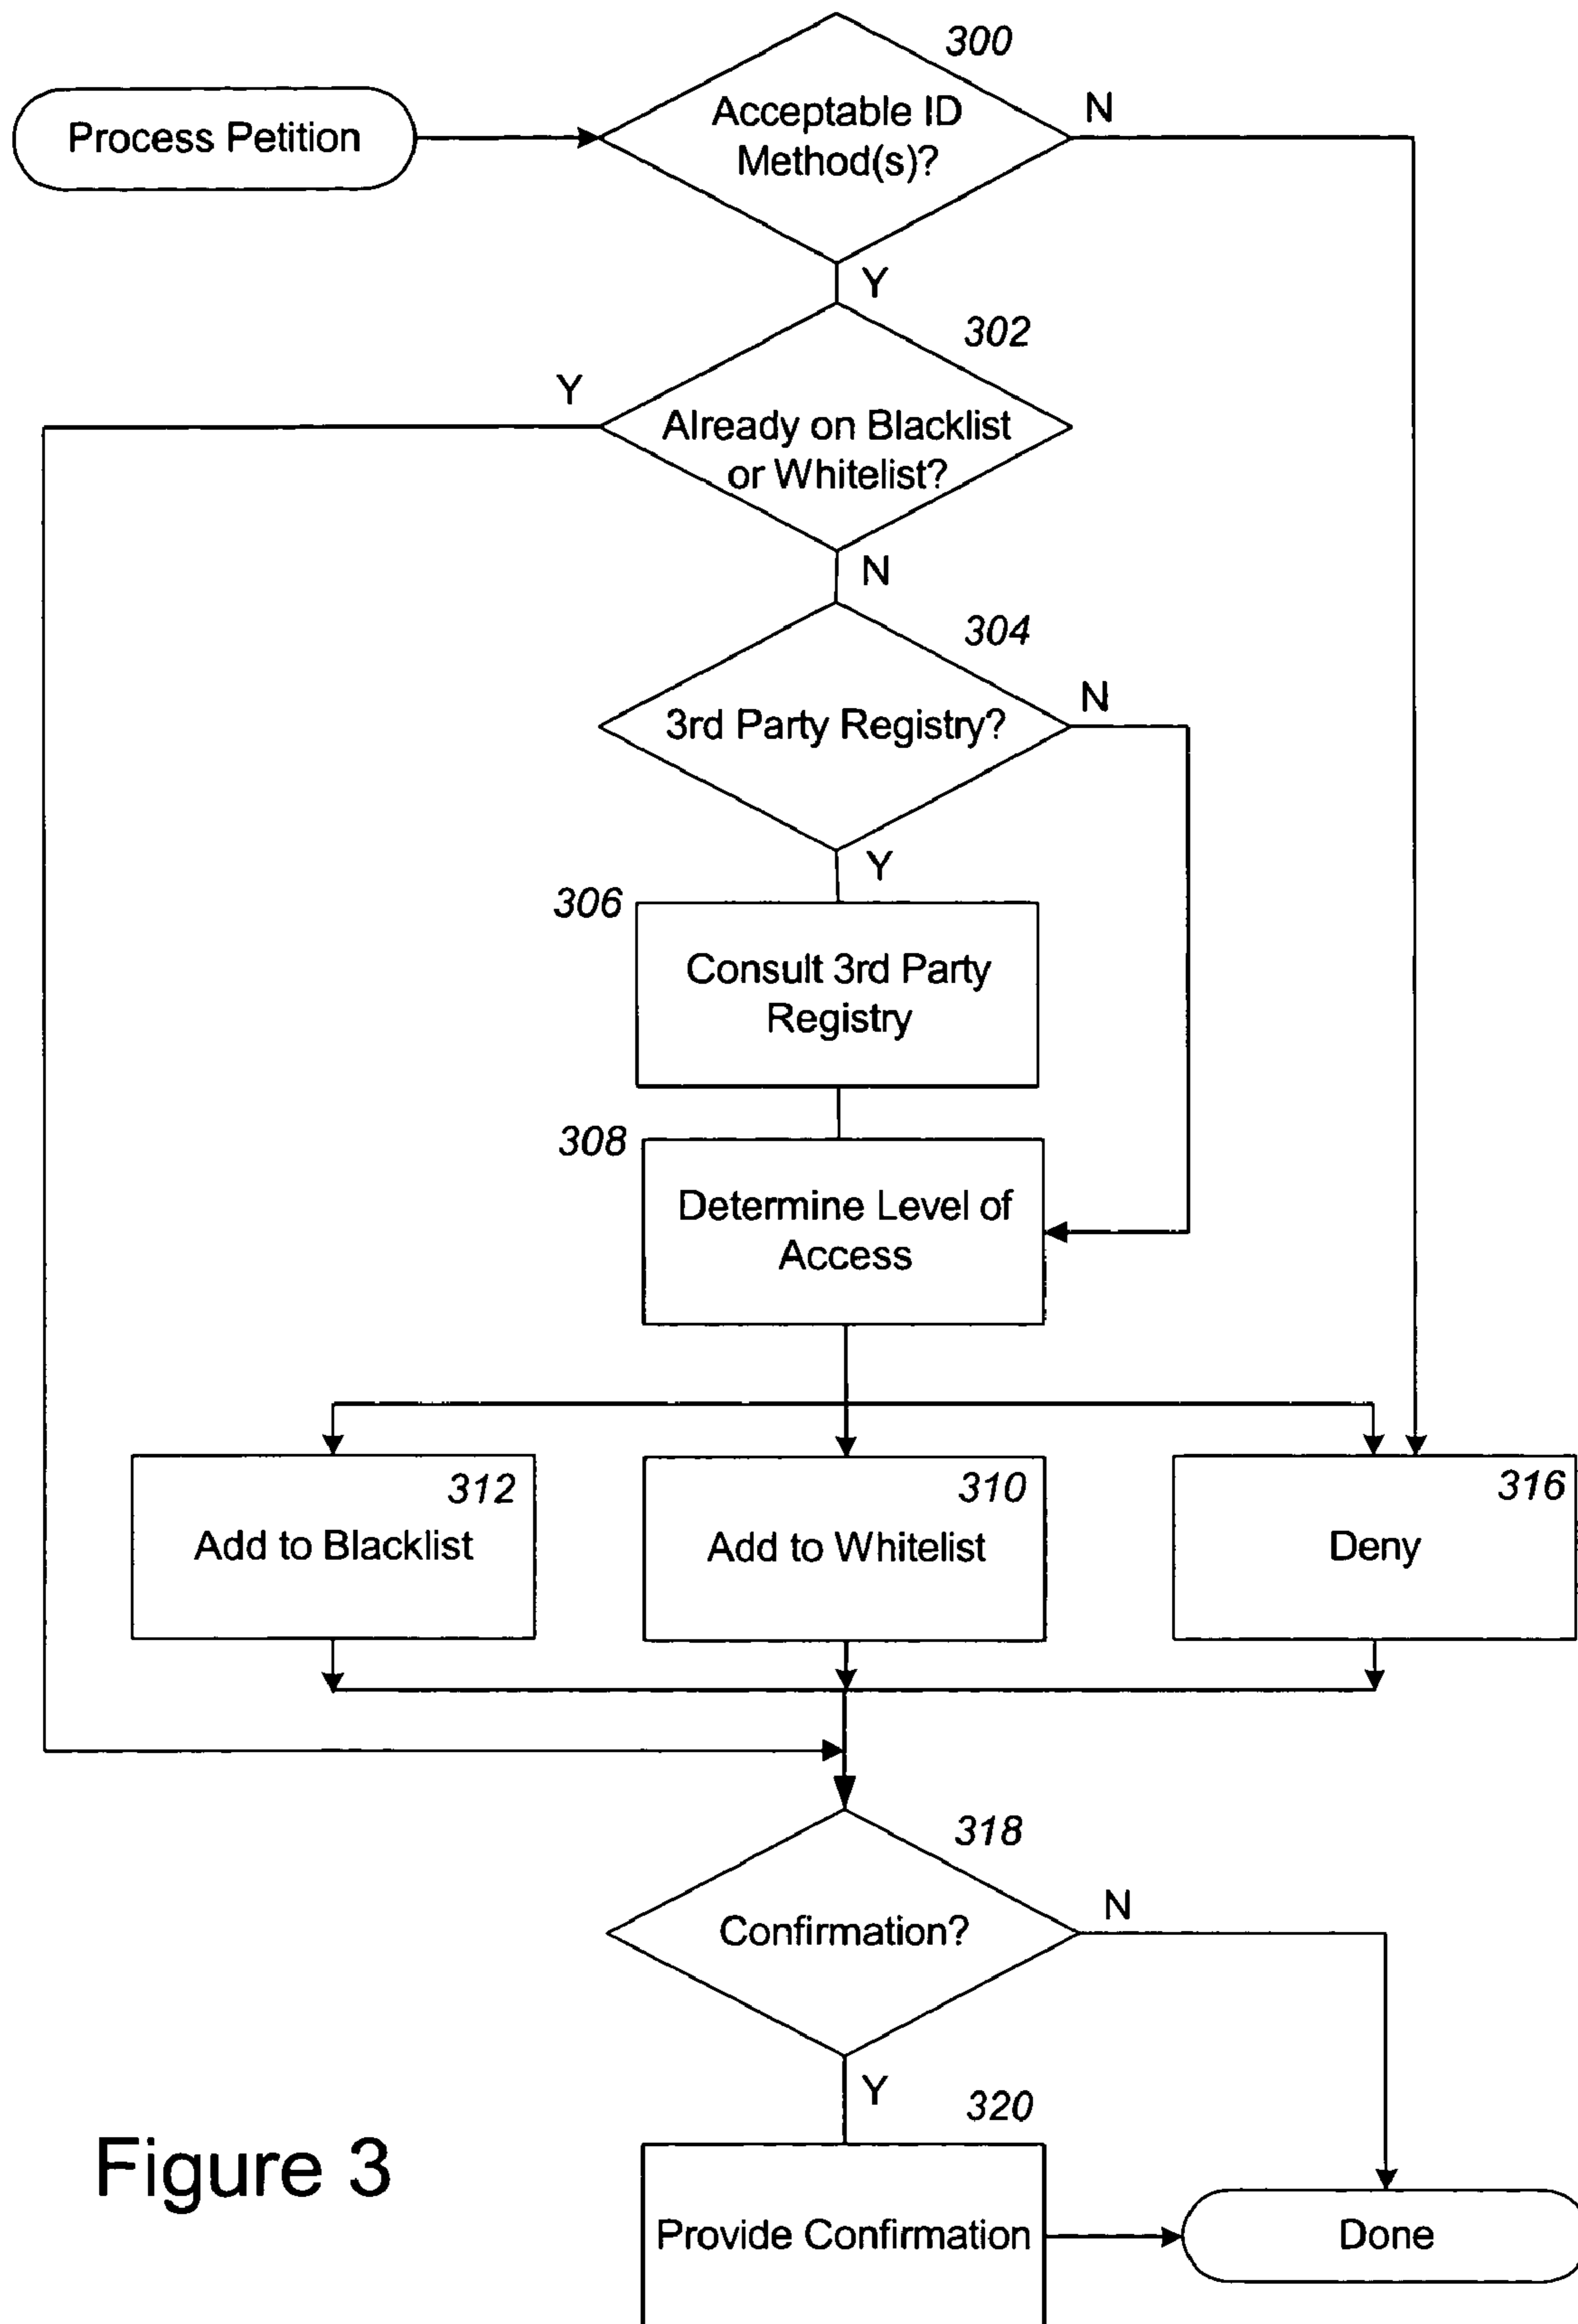 300
Process Petition
Acceptable ID
Method(s)?
N
Y
302
Y
Already on Blacklist
or Whitelist?
N
304
N
3rd Party Registry?
Y
306
Consult 3rd Party
Registry
308
Determine Level of
Access
312
Add to Blacklist
310
Add to Whitelist
316
Deny
318
N
Confirmation?
Y
320
Figure 3
Provide Confirmation
Done